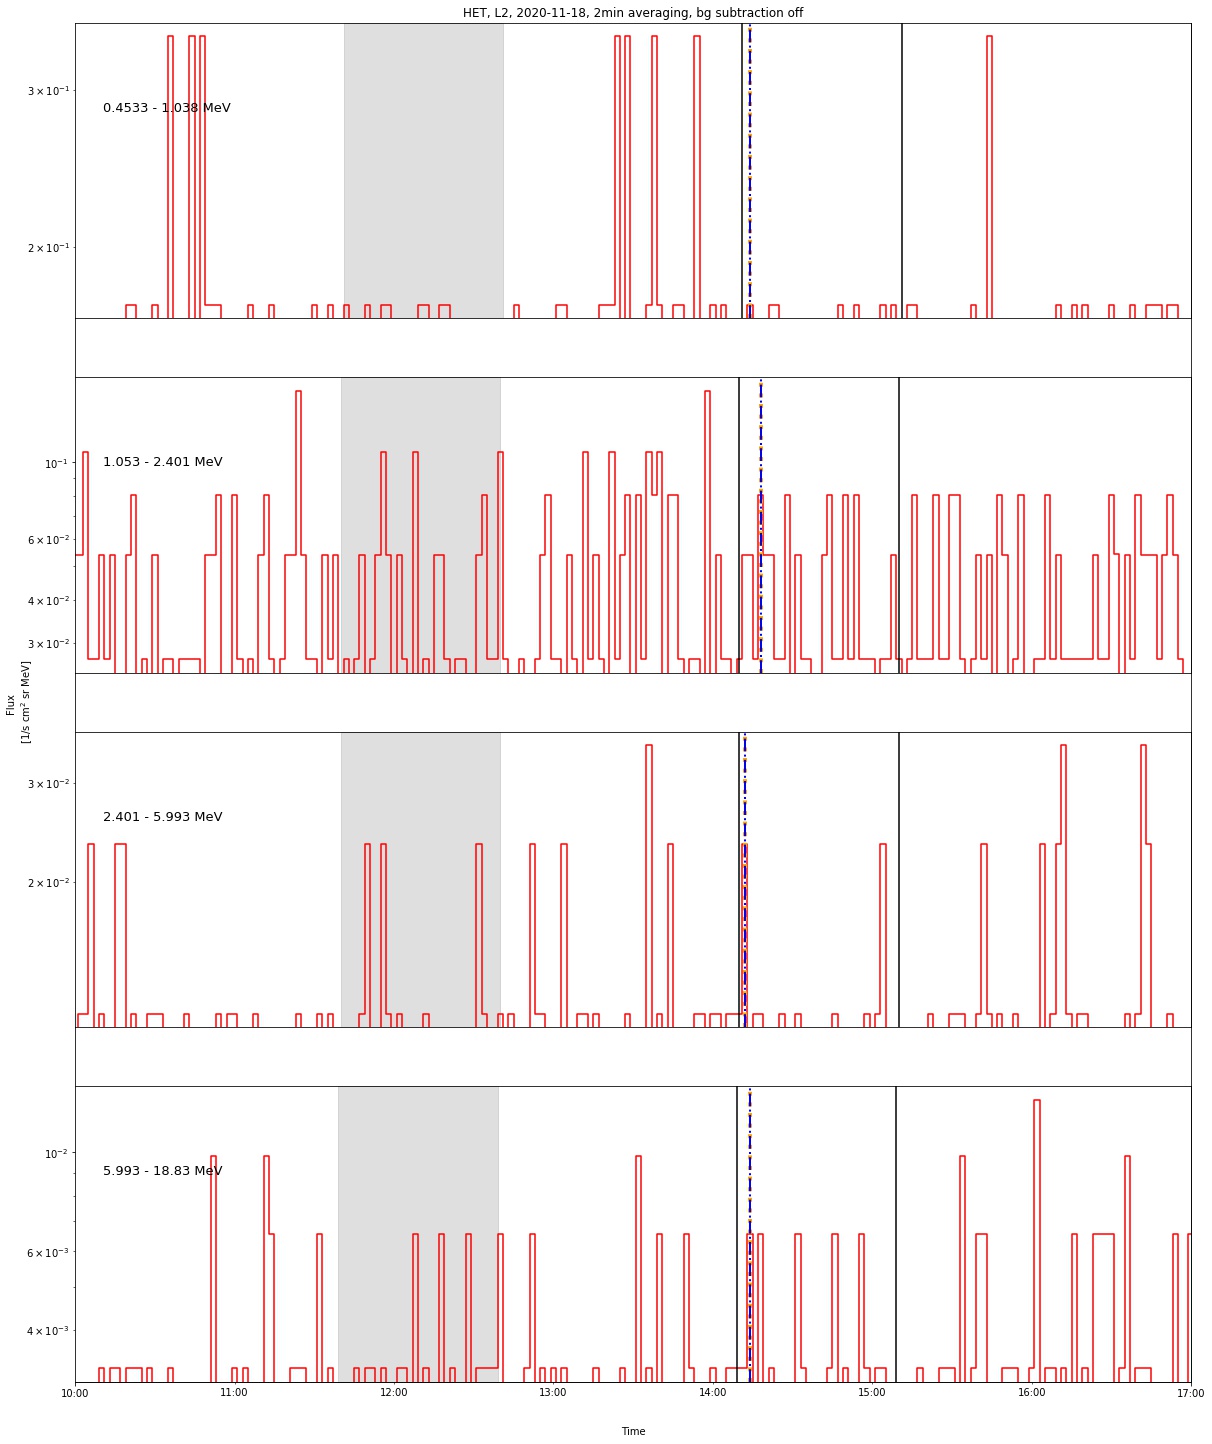 HET, L2, 2020-11-18, 2min averaging, bg subtraction off
3 × 10⁻¹
0.4533 - 1.038 MeV
2 × 10⁻¹
10⁻¹
1.053 - 2.401 MeV
6 × 10⁻²
4 × 10⁻²
3 × 10⁻²
Flux
[1/s cm² sr MeV]
3 × 10⁻²
2.401 - 5.993 MeV
2 × 10⁻²
10⁻²
5.993 - 18.83 MeV
6 × 10⁻³
4 × 10⁻³
10:00 11:00 12:00 13:00 14:00 15:00 16:00 17:00
Time